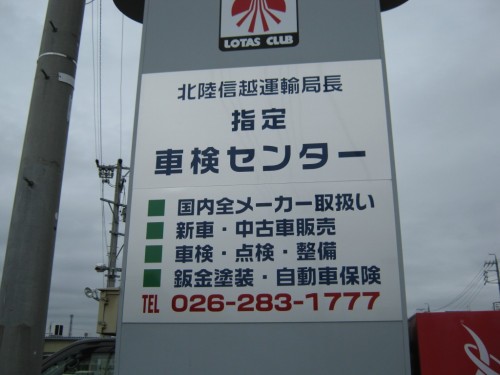 LOTAS CLUB
北陸信越運輸局長
指定
車検センター
国内全メーカー取扱い
新車・中古車販売
車検・点検・整備
鈑金塗装・自動車保険
TEL 026-283-1777